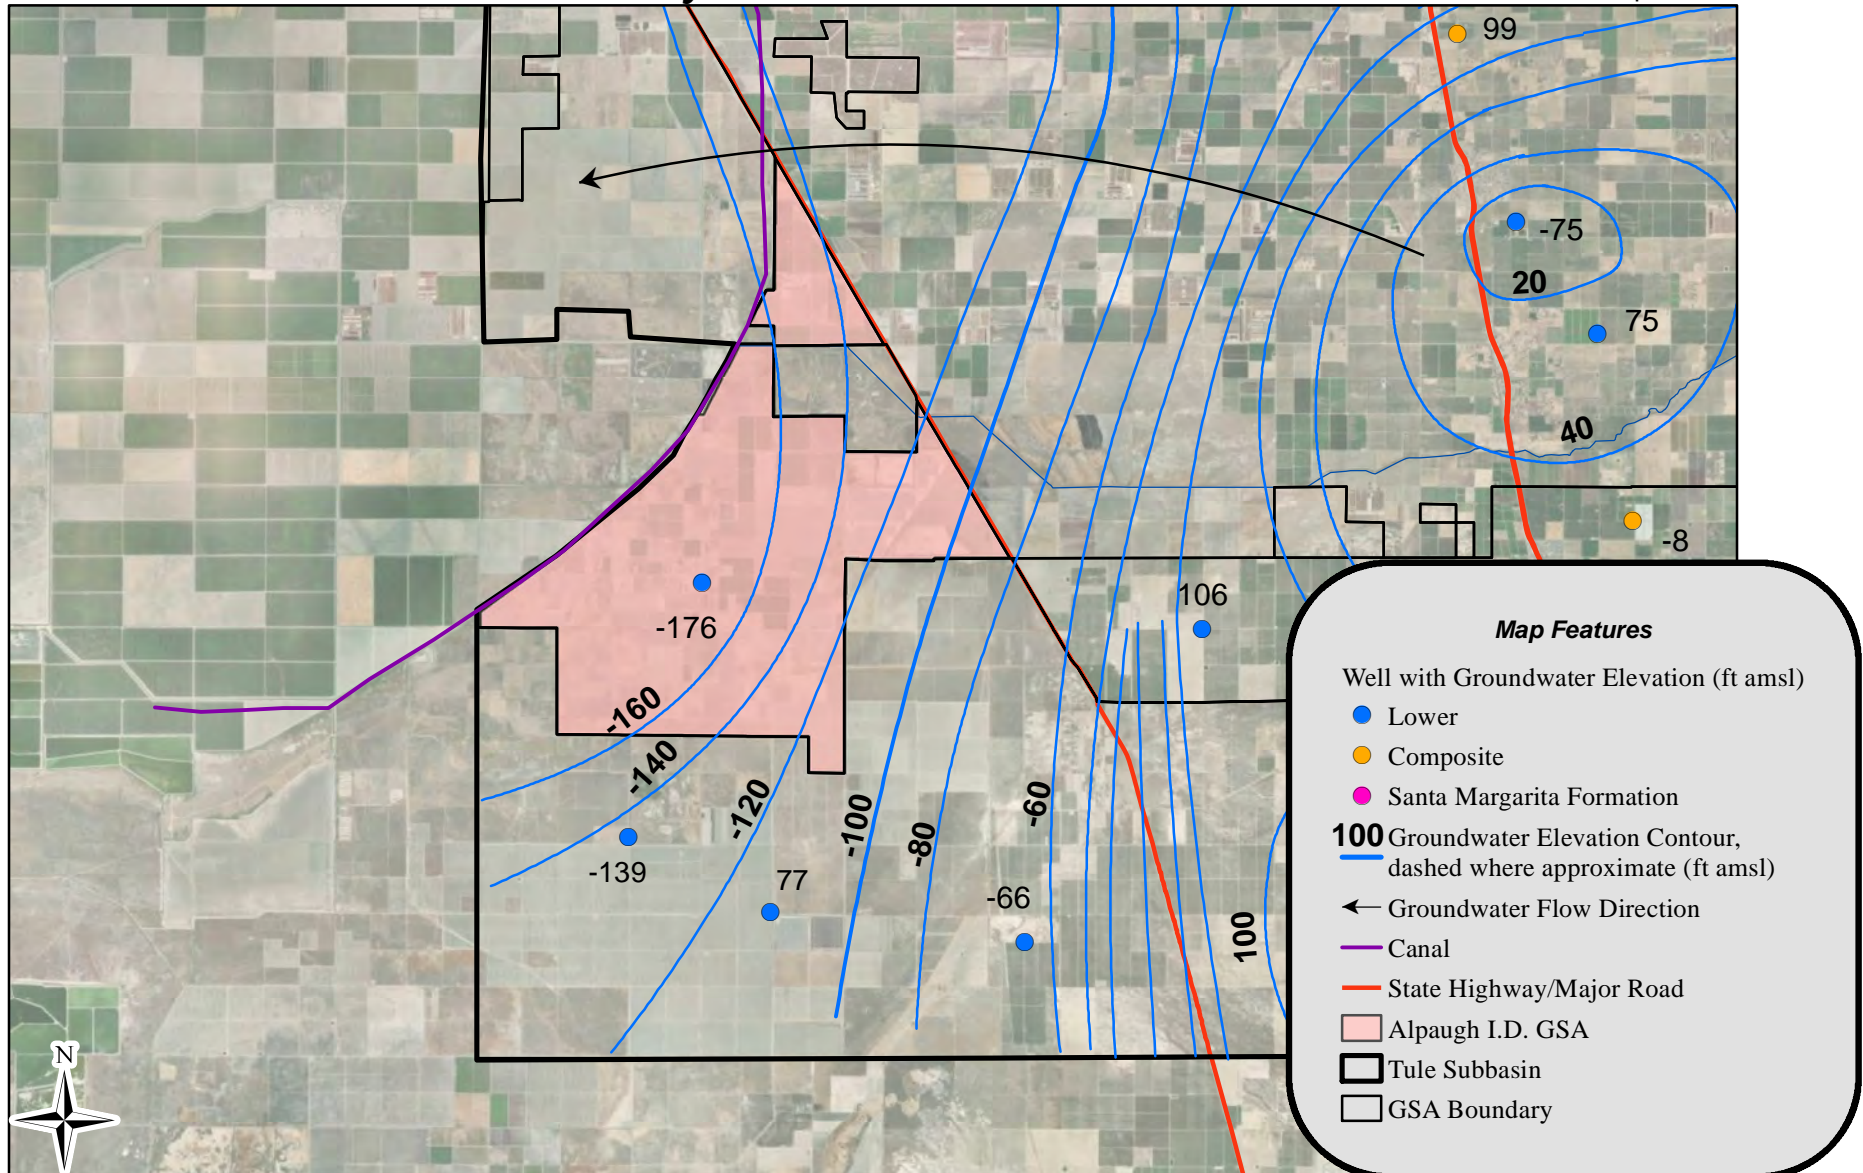 99
-75
20
75
40
-8
106
-176
-160
-140
-120
-100
-80
-60
-139
77
-66
100
N
Map Features
Well with Groundwater Elevation (ft amsl)
Lower
Composite
Santa Margarita Formation
100 Groundwater Elevation Contour,
dashed where approximate (ft amsl)
Groundwater Flow Direction
Canal
State Highway/Major Road
Alpaugh I.D. GSA
Tule Subbasin
GSA Boundary